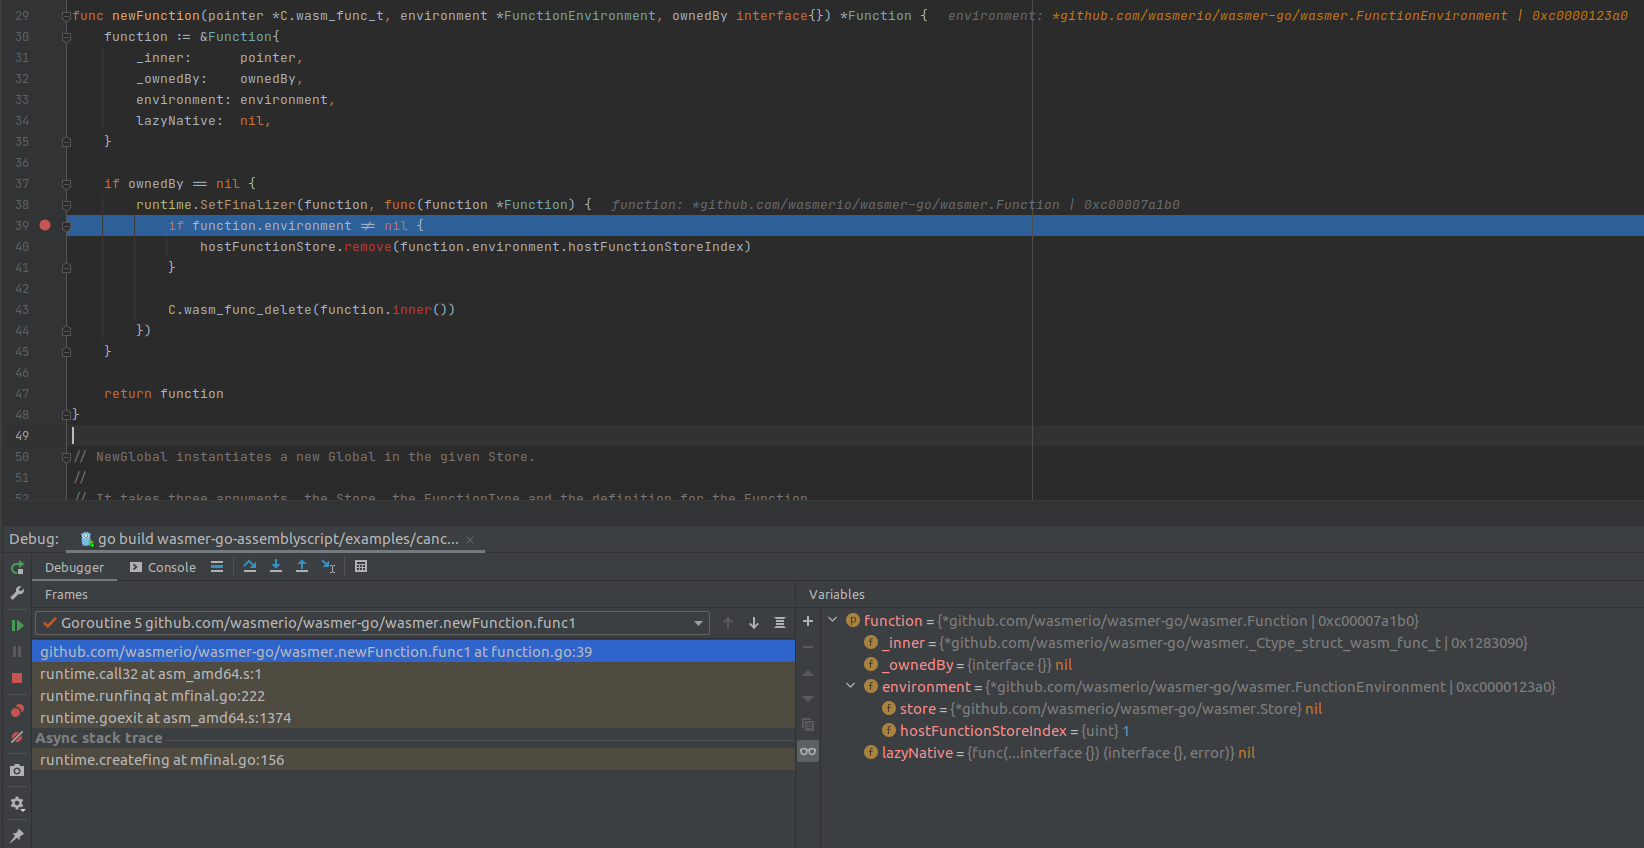 29 func newFunction(pointer *C.wasm_func_t, environment *FunctionEnvironment, ownedBy interface{}) *Function {  environment: *github.com/wasmerio/wasmer-go/wasmer.FunctionEnvironment | 0xc0000123a0
30 function := &Function{
31 _inner: pointer,
32 _ownedBy: ownedBy,
33 environment: environment,
34 lazyNative: nil,
35 }
36
37 if ownedBy == nil {
38 runtime.SetFinalizer(function, func(function *Function) {  function: *github.com/wasmerio/wasmer-go/wasmer.Function | 0xc00007a1b0
39 if function.environment ≠ nil {
40 hostFunctionStore.remove(function.environment.hostFunctionStoreIndex)
41 }
42
43 C.wasm_func_delete(function.inner())
44 })
45 }
46
47 return function
48 }
49
50 // NewGlobal instantiates a new Global in the given Store.
51 //
52 // It takes three arguments, the Store, the FunctionType and the definition for the Function.
Debug: go build wasmer-go-assemblyscript/examples/canc... ×
Debugger Console
Frames
Goroutine 5 github.com/wasmerio/wasmer-go/wasmer.newFunction.func1
github.com/wasmerio/wasmer-go/wasmer.newFunction.func1 at function.go:39
runtime.call32 at asm_amd64.s:1
runtime.runfinq at mfinal.go:222
runtime.goexit at asm_amd64.s:1374
Async stack trace
runtime.createfing at mfinal.go:156
Variables
function = {*github.com/wasmerio/wasmer-go/wasmer.Function | 0xc00007a1b0}
_inner = {*github.com/wasmerio/wasmer-go/wasmer._Ctype_struct_wasm_func_t | 0x1283090}
_ownedBy = {interface {}} nil
environment = {*github.com/wasmerio/wasmer-go/wasmer.FunctionEnvironment | 0xc0000123a0}
store = {*github.com/wasmerio/wasmer-go/wasmer.Store} nil
hostFunctionStoreIndex = {uint} 1
lazyNative = {func(...interface {}) (interface {}, error)} nil